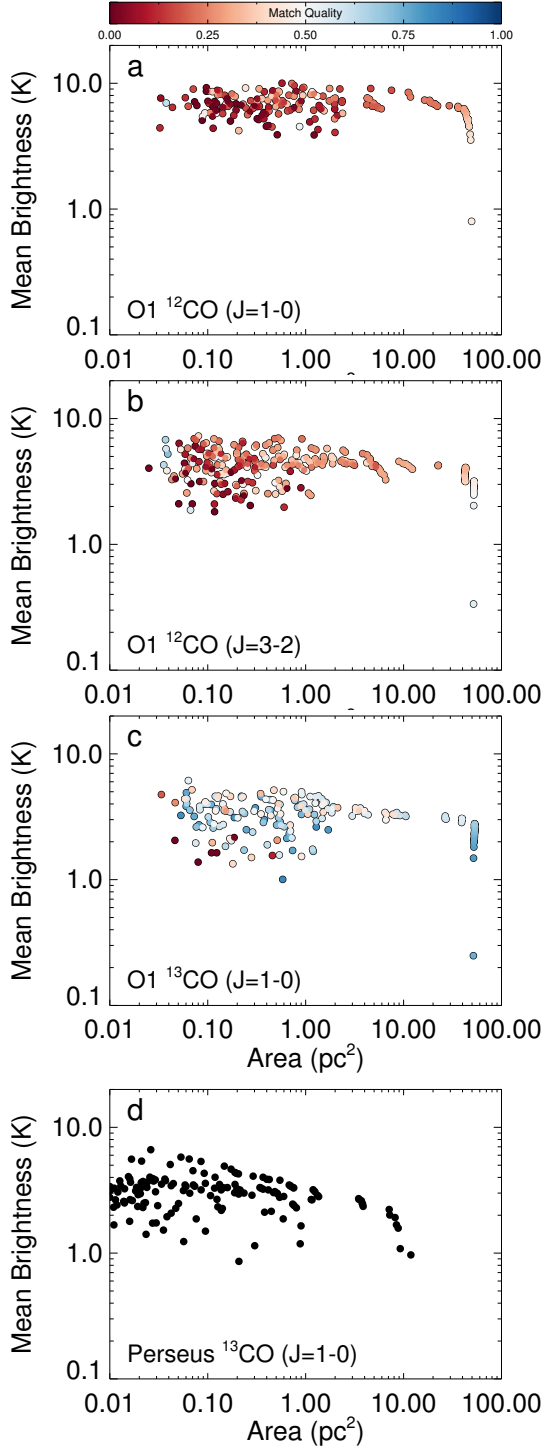 Match Quality
0.00 0.25 0.50 0.75 1.00
a
10.0
1.0
0.1
Mean Brightness (K)
O1 ¹²CO (J=1-0)
0.01 0.10 1.00 10.00 100.00
b
10.0
1.0
0.1
Mean Brightness (K)
O1 ¹²CO (J=3-2)
0.01 0.10 1.00 10.00 100.00
c
10.0
1.0
0.1
Mean Brightness (K)
O1 ¹³CO (J=1-0)
0.01 0.10 1.00 10.00 100.00
Area (pc²)
d
10.0
1.0
0.1
Mean Brightness (K)
Perseus ¹³CO (J=1-0)
0.01 0.10 1.00 10.00 100.00
Area (pc²)